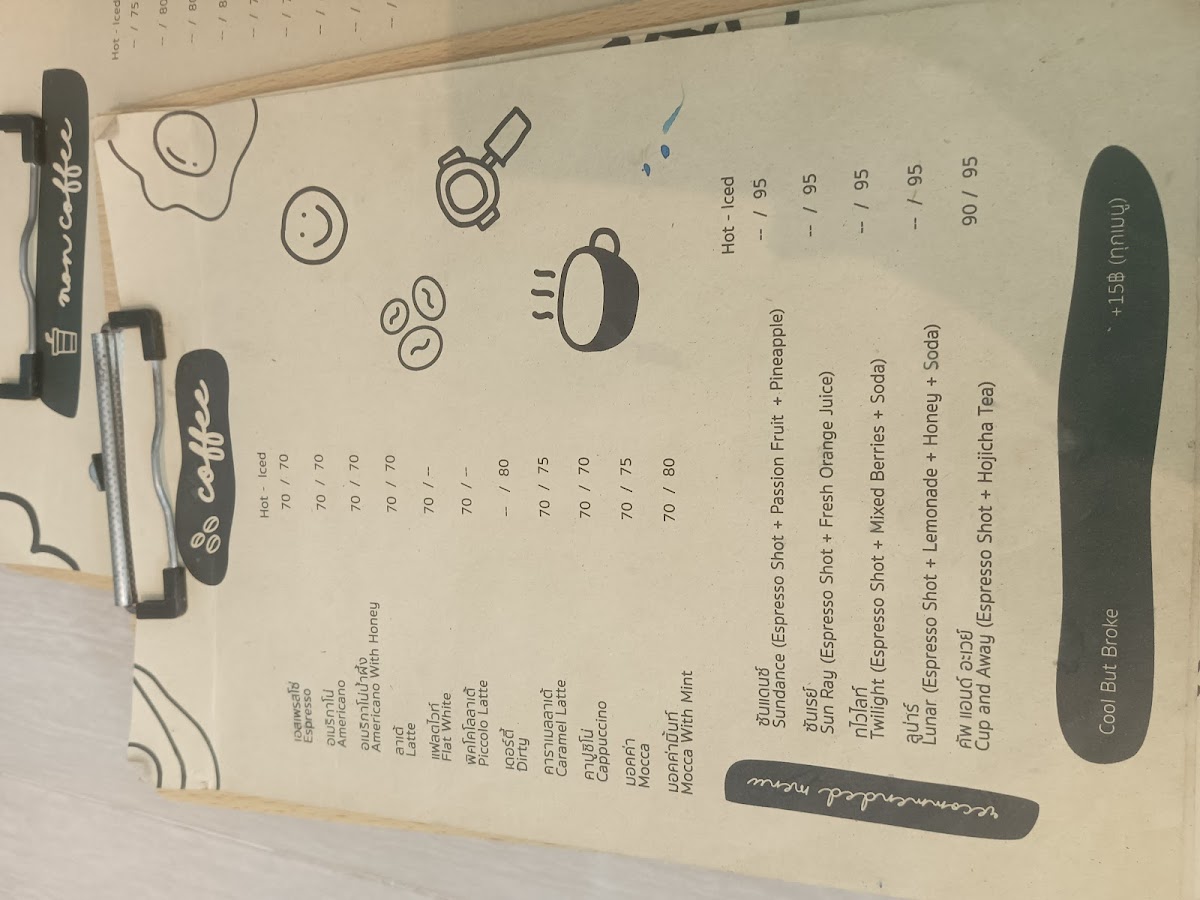 non coffee
Hot - Iced
-- / 75
-- / 80
coffee
Hot - Iced
เอสเพรสโซ่
Espresso
70 / 70
อเมริกาโน่
Americano
70 / 70
อเมริกาโน่น้ำผึ้ง
Americano With Honey
70 / 70
ลาเต้
Latte
70 / 70
แฟลตไวท์
Flat White
70 / --
พิคโคโลลาเต้
Piccolo Latte
70 / --
เดอร์ตี้
Dirty
-- / 80
คาราเมลลาเต้
Caramel Latte
70 / 75
คาปูชิโน่
Cappuccino
70 / 70
มอคค่า
Mocca
70 / 75
มอคค่ามิ้นท์
Mocca With Mint
70 / 80
recommended menu
Hot - Iced
ซันแดนซ์
Sundance (Espresso Shot + Passion Fruit + Pineapple)
-- / 95
ซันเรย์
Sun Ray (Espresso Shot + Fresh Orange Juice)
-- / 95
ทไวไลท์
Twilight (Espresso Shot + Mixed Berries + Soda)
-- / 95
ลูน่าร์
Lunar (Espresso Shot + Lemonade + Honey + Soda)
-- / 95
คัพ แอนด์ อะเวย์
Cup and Away (Espresso Shot + Hojicha Tea)
90 / 95
Cool But Broke
+15฿ (ทุกเมนู)